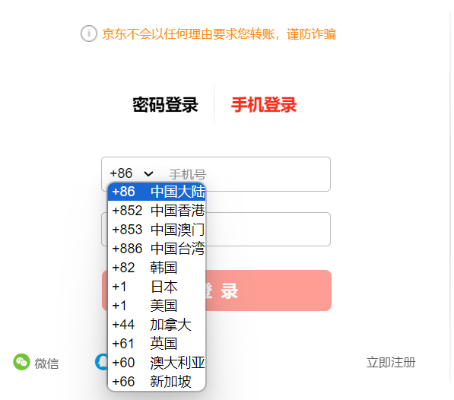 京东不会以任何理由要求您转账，谨防诈骗
密码登录 手机登录
+86 手机号
+86 中国大陆
+852 中国香港
+853 中国澳门
+886 中国台湾
+82 韩国
+1 日本
+1 美国
+44 加拿大
+61 英国
+60 澳大利亚
+66 新加坡
登 录
微信
立即注册